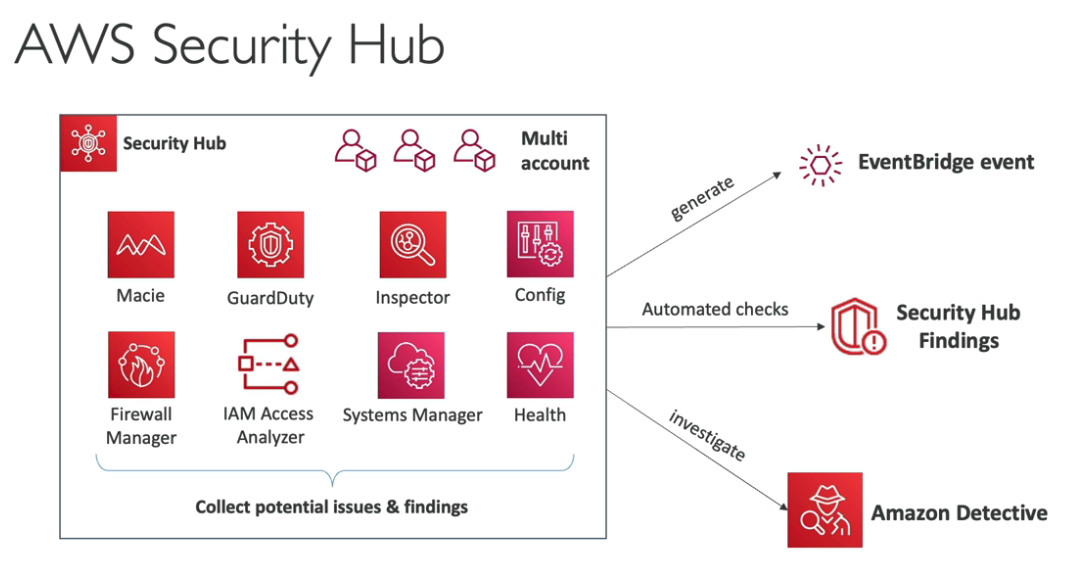 AWS Security Hub
Security Hub
Multi
account
Macie
GuardDuty
Inspector
Config
Firewall
Manager
IAM Access
Analyzer
Systems Manager
Health
Collect potential issues & findings
generate
EventBridge event
Automated checks
Security Hub
Findings
investigate
Amazon Detective